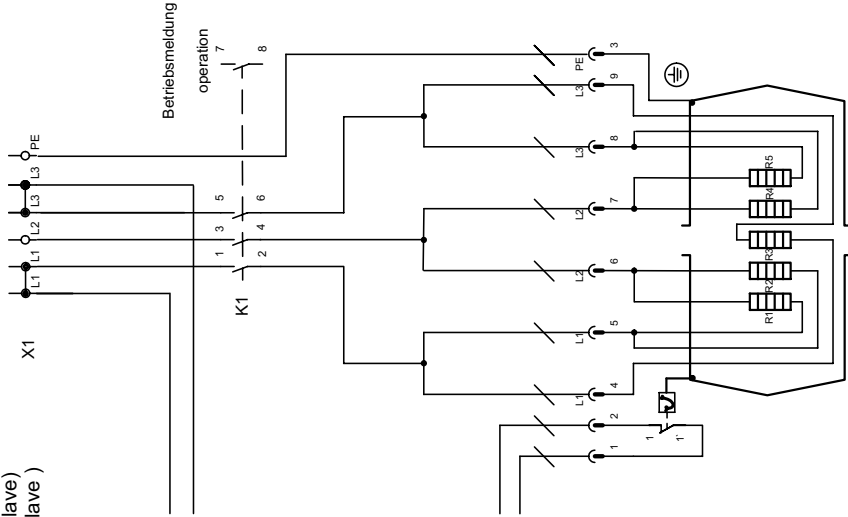 lave)
lave )
X1
L1
L1
L2
L3
L3
PE
Betriebsmeldung
operation
7
8
K1
1
2
3
4
5
6
1
2
L1
4
L1
5
L2
6
L2
7
L3
8
L3
9
PE
3
1
1'
R1
R2
R3
R4
R5